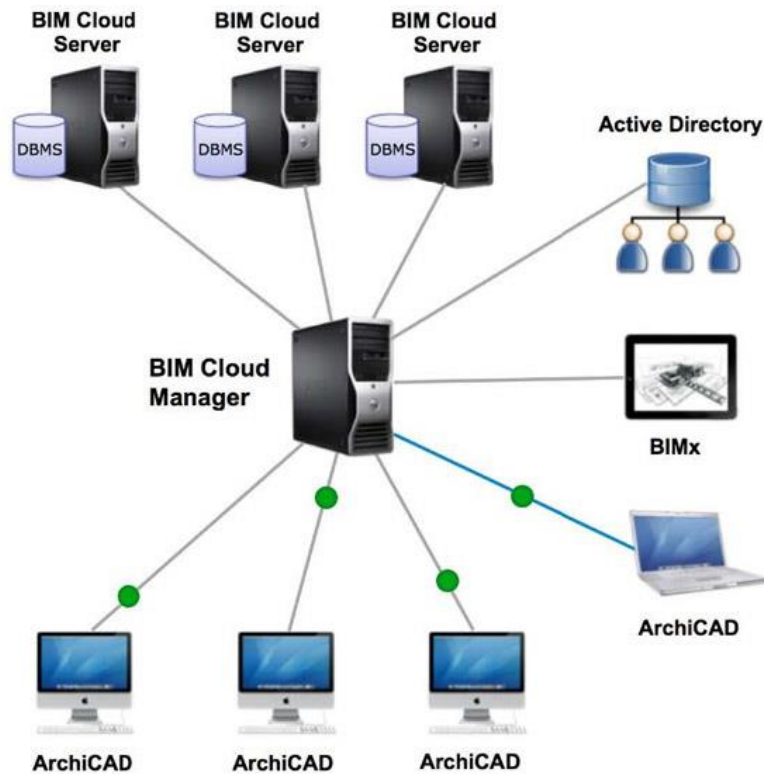 BIM Cloud
Server
BIM Cloud
Server
BIM Cloud
Server
DBMS
DBMS
DBMS
Active Directory
BIM Cloud
Manager
BIMx
ArchiCAD
ArchiCAD
ArchiCAD
ArchiCAD